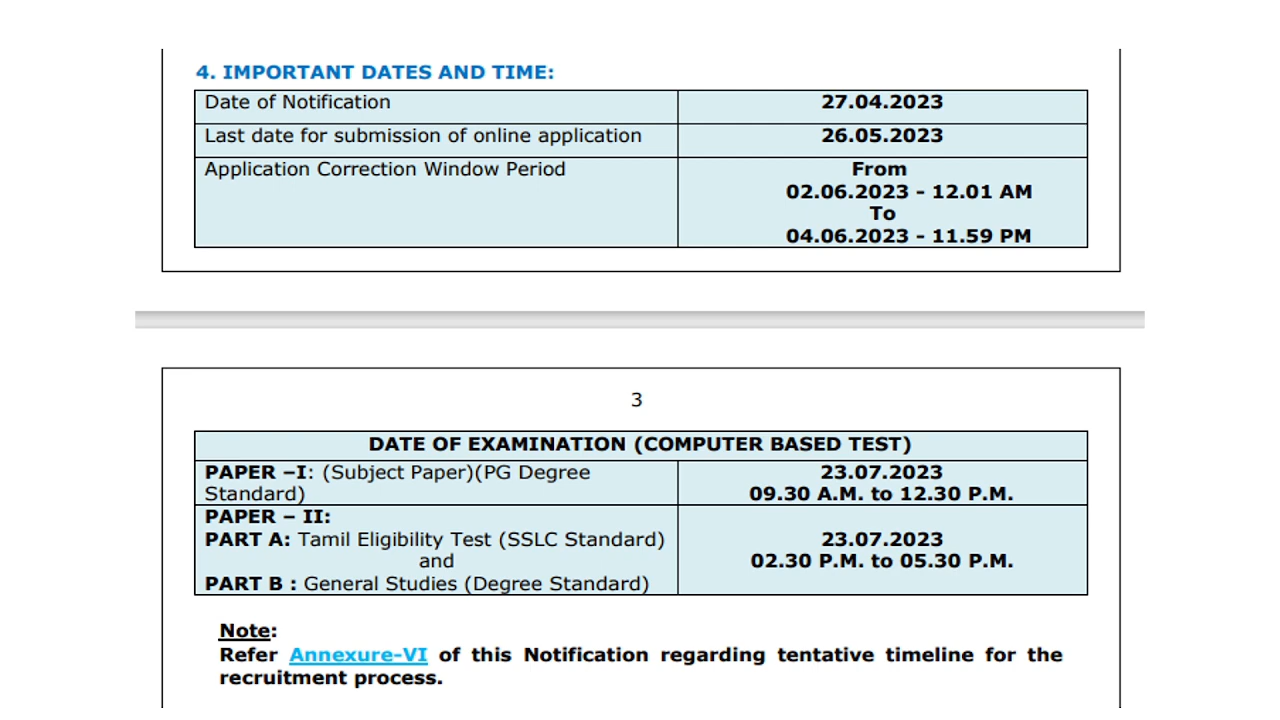 4. IMPORTANT DATES AND TIME:
Date of Notification 27.04.2023
Last date for submission of online application 26.05.2023
Application Correction Window Period From
02.06.2023 - 12.01 AM
To
04.06.2023 - 11.59 PM
3
DATE OF EXAMINATION (COMPUTER BASED TEST)
PAPER –I: (Subject Paper)(PG Degree
Standard)
23.07.2023
09.30 A.M. to 12.30 P.M.
PAPER – II:
PART A: Tamil Eligibility Test (SSLC Standard)
and
PART B : General Studies (Degree Standard)
23.07.2023
02.30 P.M. to 05.30 P.M.
Note:
Refer Annexure-VI of this Notification regarding tentative timeline for the
recruitment process.